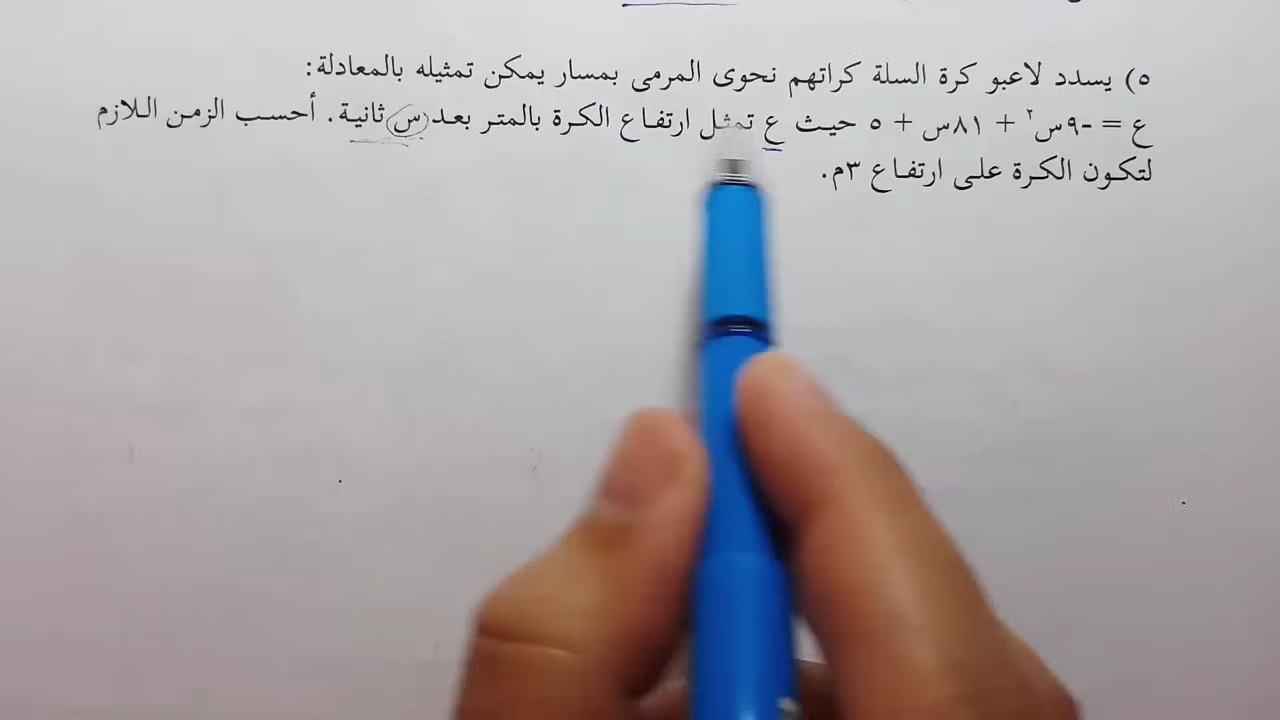 ٥) يسدد لاعبو كرة السلة كراتهم نحوى المرمى بمسار يمكن تمثيله بالمعادلة:
ع = -٩س٢ + ٨١س + ٥ حيث ع تمثل ارتفاع الكرة بالمتر بعد س ثانية. أحسب الزمن اللازم
لتكون الكرة على ارتفاع ٣م.